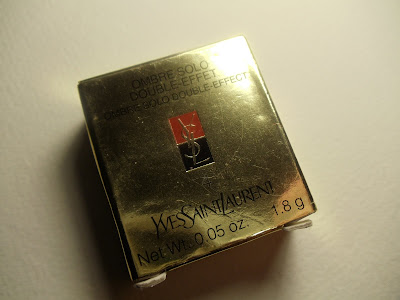 OMBRE SOLO
DOUBLE-EFFET
OMBRE SOLO DOUBLE-EFFECT
YSL
YVESSAINTLAURENT
Net Wt. 0.05 oz. 1.8 g